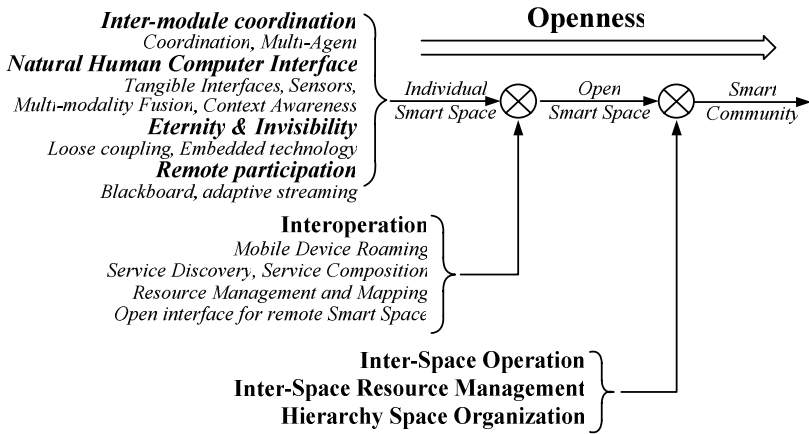 Inter-module coordination
Coordination, Multi-Agent
Natural Human Computer Interface
Tangible Interfaces, Sensors,
Multi-modality Fusion, Context Awareness
Eternity & Invisibility
Loose coupling, Embedded technology
Remote participation
Blackboard, adaptive streaming
Openness
Individual
Smart Space
Open
Smart Space
Smart
Community
Interoperation
Mobile Device Roaming
Service Discovery, Service Composition
Resource Management and Mapping
Open interface for remote Smart Space
Inter-Space Operation
Inter-Space Resource Management
Hierarchy Space Organization